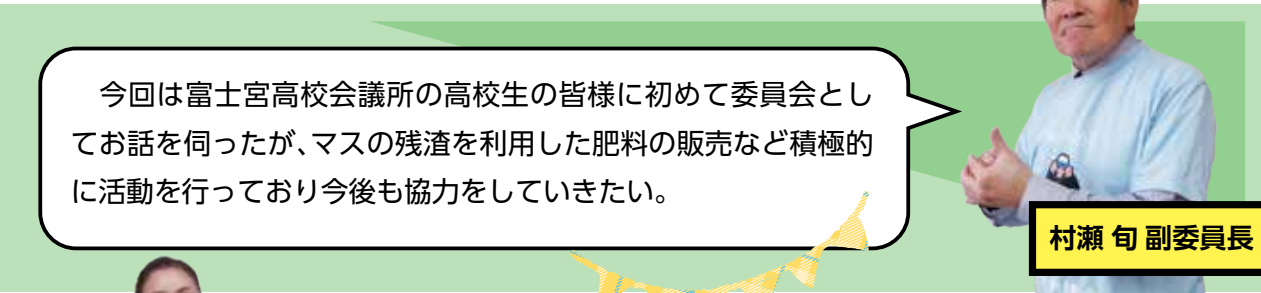 今回は富士宮高校会議所の高校生の皆様に初めて委員会とし
てお話を伺ったが、マスの残渣を利用した肥料の販売など積極的
に活動を行っており今後も協力をしていきたい。
村瀬 旬 副委員長